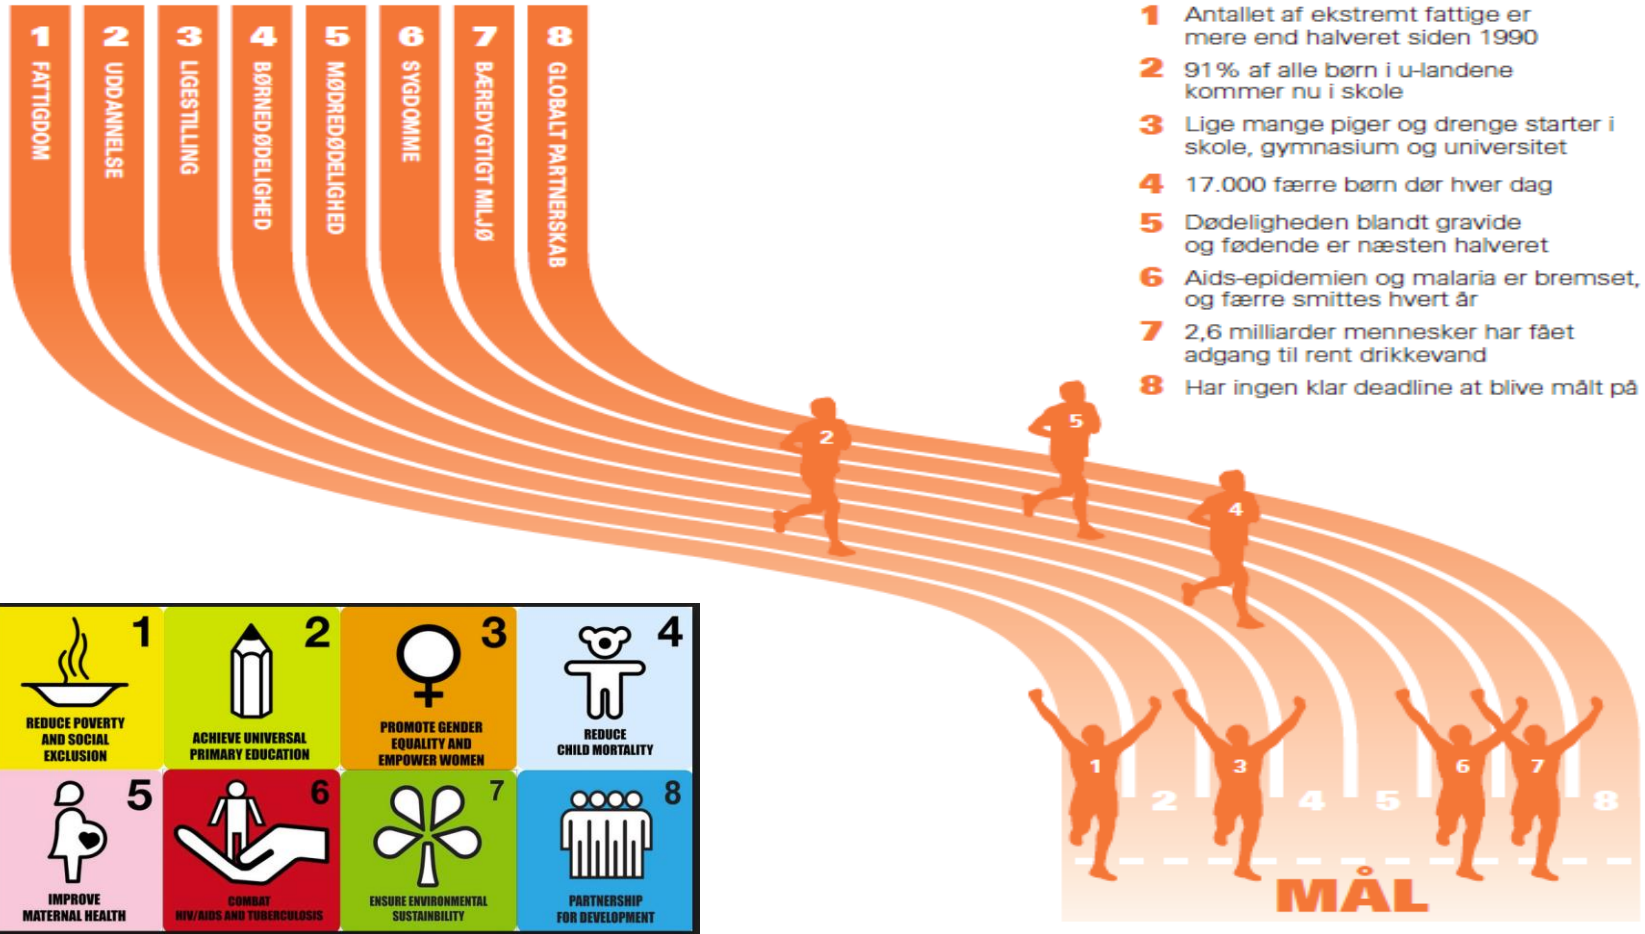 1 FATTIGDOM
2 UDDANNELSE
3 LIGESTILLING
4 BØRNEDØDELIGHED
5 MØDREDØDELIGHED
6 SYGDOMME
7 BÆREDYGTIGT MILJØ
8 GLOBALT PARTNERSKAB
1 Antallet af ekstremt fattige er
mere end halveret siden 1990
2 91% af alle børn i u-landene
kommer nu i skole
3 Lige mange piger og drenge starter i
skole, gymnasium og universitet
4 17.000 færre børn dør hver dag
5 Dødeligheden blandt gravide
og fødende er næsten halveret
6 Aids-epidemien og malaria er bremset,
og færre smittes hvert år
7 2,6 milliarder mennesker har fået
adgang til rent drikkevand
8 Har ingen klar deadline at blive målt på
2
5
4
1
REDUCE POVERTY
AND SOCIAL
EXCLUSION
2
ACHIEVE UNIVERSAL
PRIMARY EDUCATION
3
PROMOTE GENDER
EQUALITY AND
EMPOWER WOMEN
4
REDUCE
CHILD MORTALITY
5
IMPROVE
MATERNAL HEALTH
6
COMBAT
HIV/AIDS AND TUBERCULOSIS
7
ENSURE ENVIRONMENTAL
SUSTAINBILITY
8
PARTNERSHIP
FOR DEVELOPMENT
1 2 3 4 5 6 7 8
MÅL